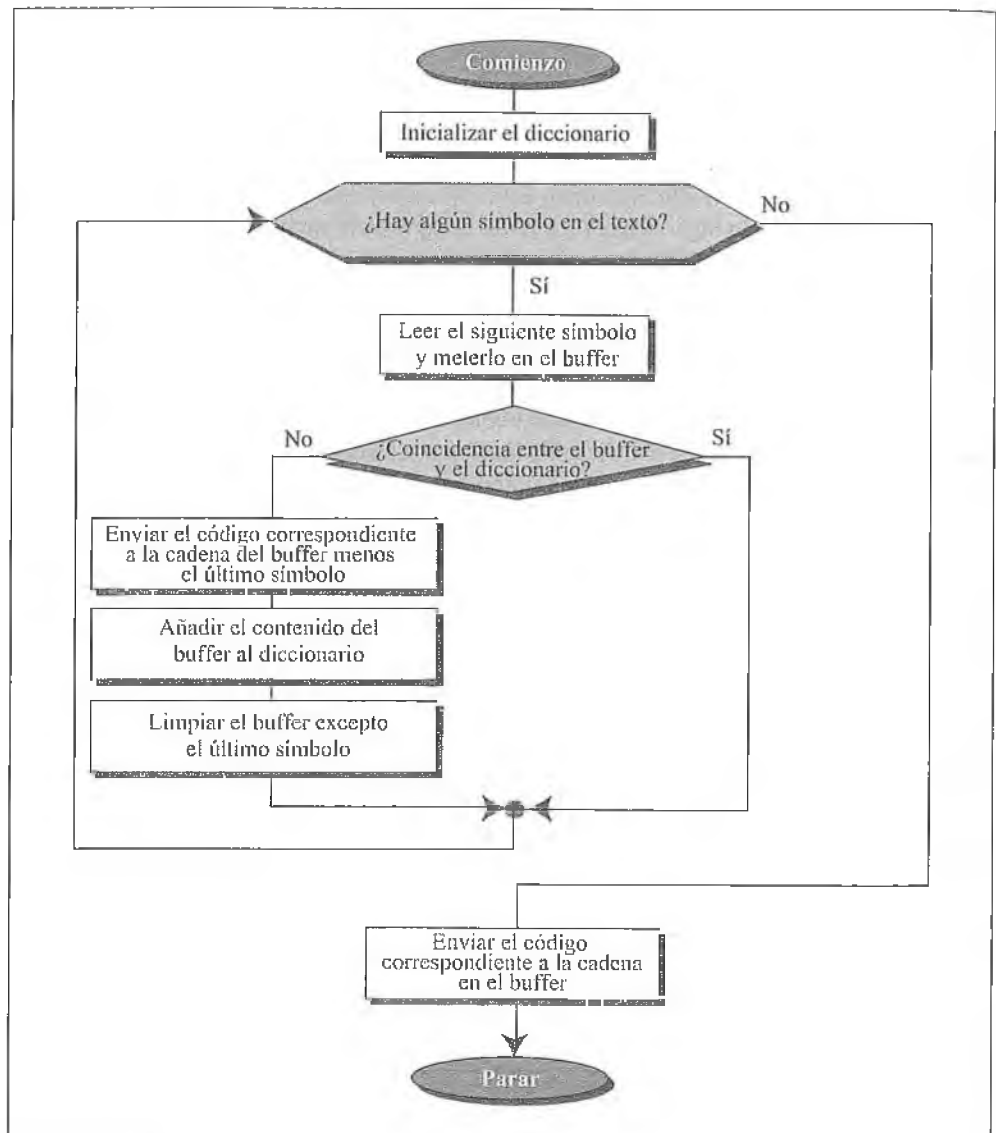 Comienzo
Inicializar el diccionario
¿Hay algún símbolo en el texto?
No
Sí
Leer el siguiente símbolo
y meterlo en el buffer
No
¿Coincidencia entre el buffer
y el diccionario?
Sí
Enviar el código correspondiente
a la cadena del buffer menos
el último símbolo
Añadir el contenido del
buffer al diccionario
Limpiar el buffer excepto
el último símbolo
Enviar el código
correspondiente a la cadena
en el buffer
Parar